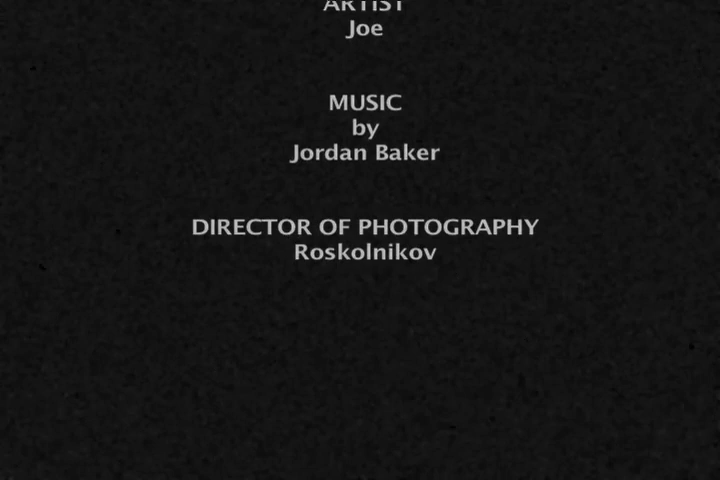 ARTIST
Joe
MUSIC
by
Jordan Baker
DIRECTOR OF PHOTOGRAPHY
Roskolnikov